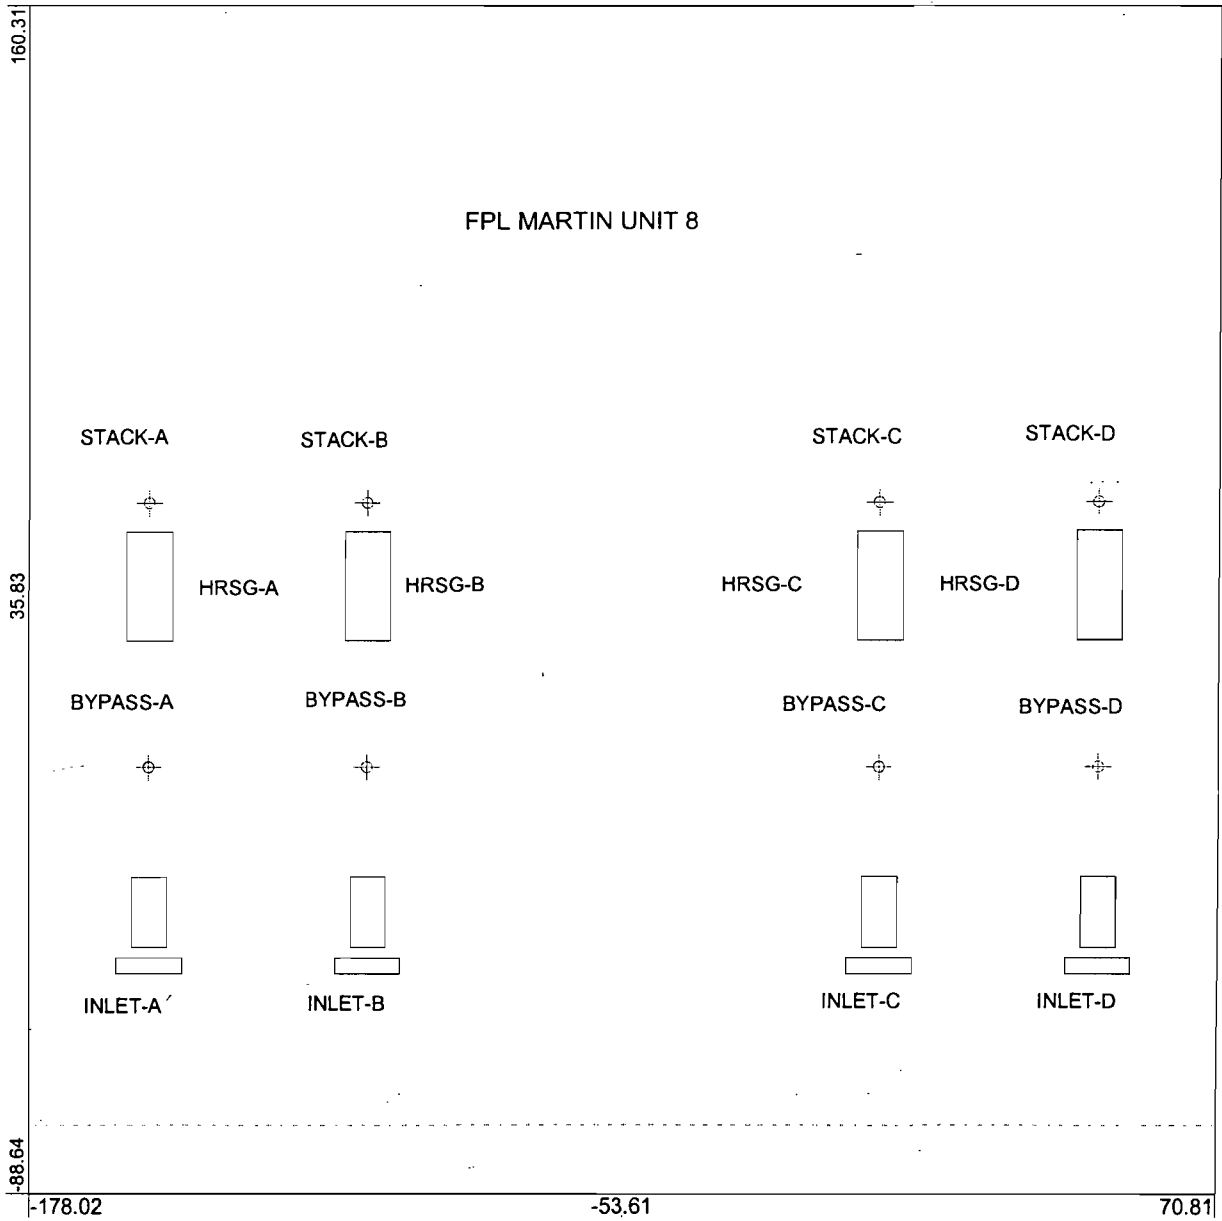 160.31
FPL MARTIN UNIT 8
STACK-A
STACK-B
STACK-C
STACK-D
35.83
HRSG-A
HRSG-B
HRSG-C
HRSG-D
BYPASS-A
BYPASS-B
BYPASS-C
BYPASS-D
INLET-A
INLET-B
INLET-C
INLET-D
-88.64
-178.02
-53.61
70.81